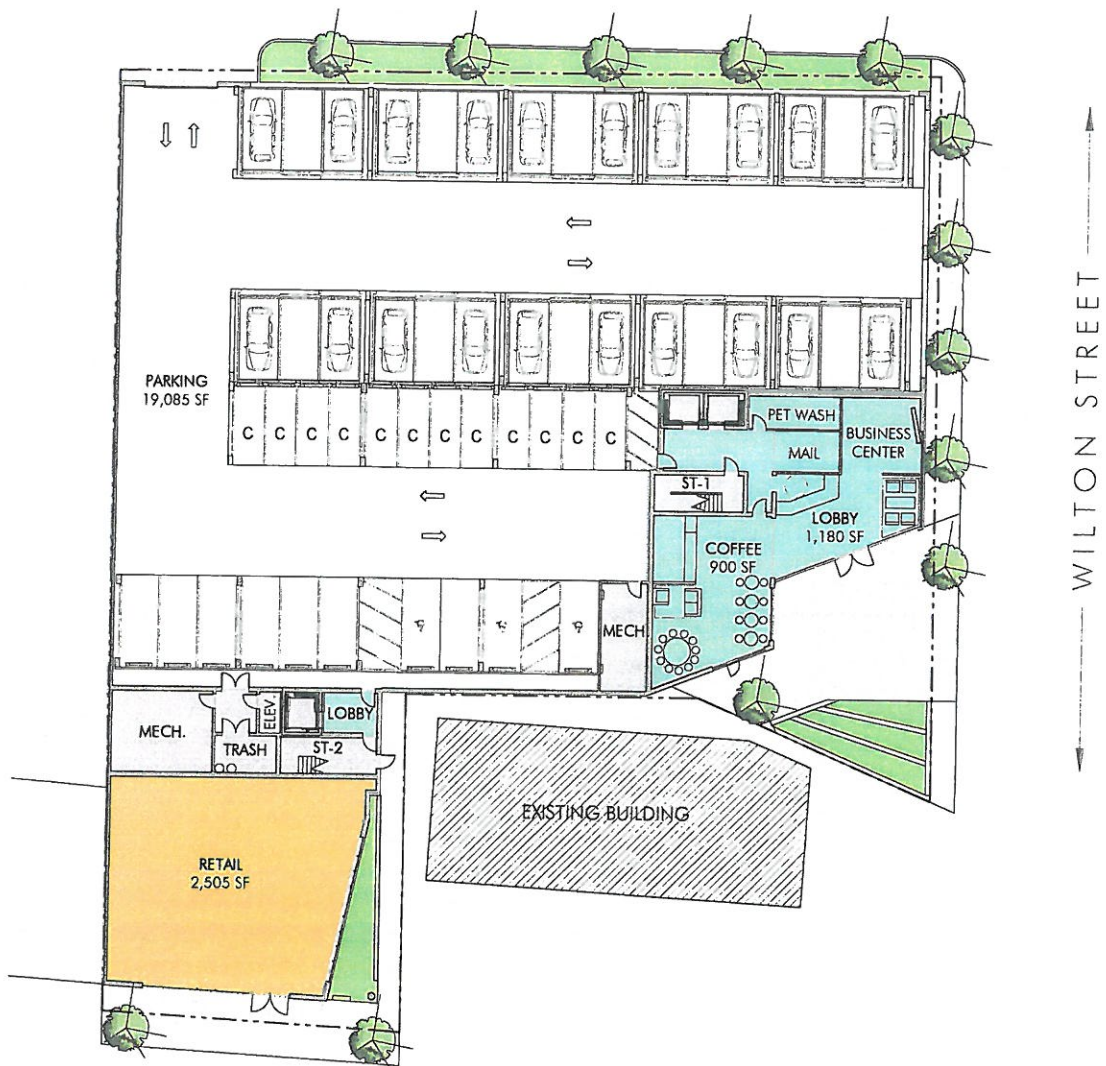 PARKING
19,085 SF
C C C C C C C C C C C C
PET WASH
MAIL
BUSINESS
CENTER
ST-1
LOBBY
1,180 SF
COFFEE
900 SF
MECH
MECH.
ELEV.
LOBBY
TRASH
ST-2
EXISTING BUILDING
RETAIL
2,505 SF
WILTON STREET